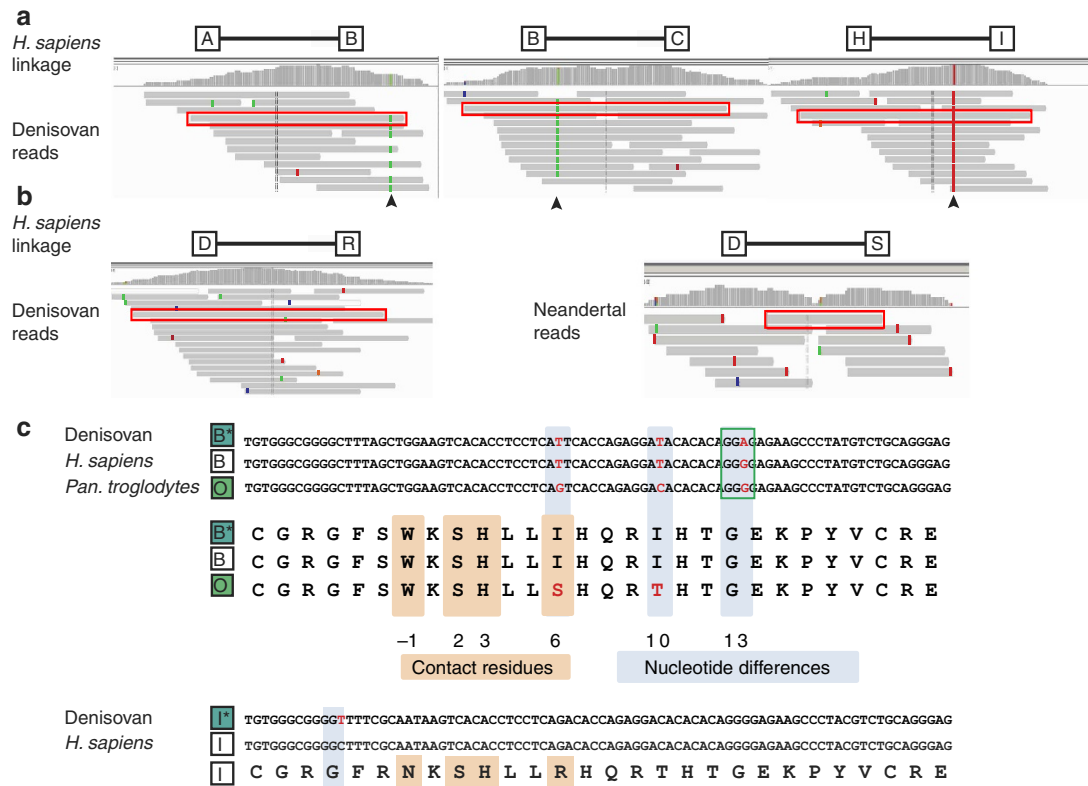 a
H. sapiens linkage
A B
B C
H I
Denisovan reads
b
H. sapiens linkage
D R
D S
Denisovan reads
Neandertal reads
c
Denisovan B* TGTGGGCGGGGCTTTAGCTGGAAGTCACACCTCCTCATTCACCAGAGGATACACACAGGAGAGAAGCCCTATGTCTGCAGGGAG
H. sapiens B TGTGGGCGGGGCTTTAGCTGGAAGTCACACCTCCTCATTCACCAGAGGATACACACAGGGGAGAAGCCCTATGTCTGCAGGGAG
Pan. troglodytes O TGTGGGCGGGGCTTTAGCTGGAAGTCACACCTCCTCAGTCACCAGAGGACACACACAGGGGAGAAGCCCTATGTCTGCAGGGAG
B* C G R G F S W K S H L L I H Q R I H T G E K P Y V C R E
B C G R G F S W K S H L L I H Q R I H T G E K P Y V C R E
O C G R G F S W K S H L L S H Q R T H T G E K P Y V C R E
–1 2 3 6 10 13
Contact residues Nucleotide differences
Denisovan I* TGTGGGCGGGGTTTTCGCAATAAGTCACACCTCCTCAGACACCAGAGGACACACACAGGGGAGAAGCCCTACGTCTGCAGGGAG
H. sapiens I TGTGGGCGGGGCTTTCGCAATAAGTCACACCTCCTCAGACACCAGAGGACACACACAGGGGAGAAGCCCTACGTCTGCAGGGAG
I C G R G F R N K S H L L R H Q R T H T G E K P Y V C R E